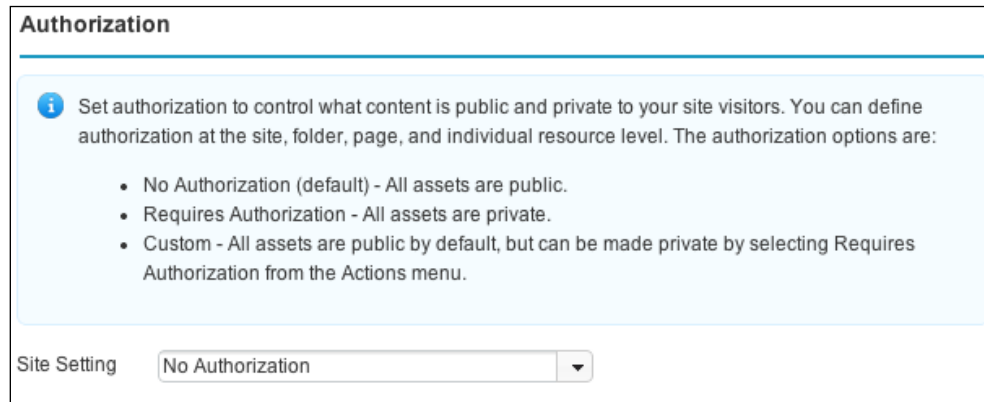 Authorization
Set authorization to control what content is public and private to your site visitors. You can define
authorization at the site, folder, page, and individual resource level. The authorization options are:
• No Authorization (default) - All assets are public.
• Requires Authorization - All assets are private.
• Custom - All assets are public by default, but can be made private by selecting Requires
Authorization from the Actions menu.
Site Setting No Authorization